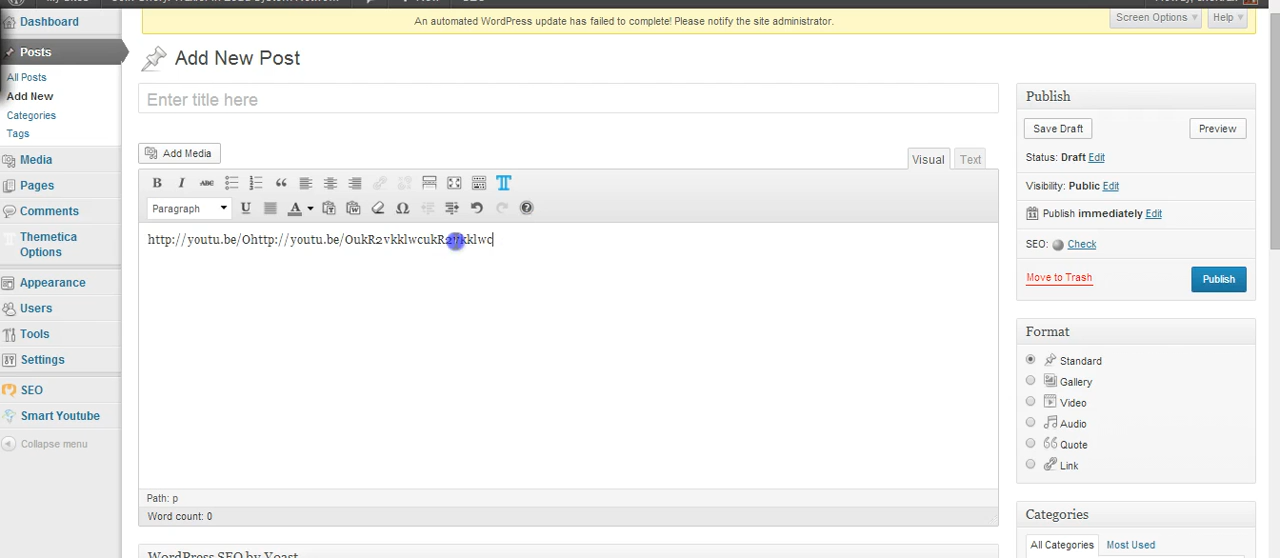 An automated WordPress update has failed to complete! Please notify the site administrator.
Screen Options
Help
Dashboard
Posts
All Posts
Add New
Categories
Tags
Media
Pages
Comments
Themetica
Options
Appearance
Users
Tools
Settings
SEO
Smart Youtube
Collapse menu
Add New Post
Enter title here
Add Media
Visual Text
B I ABC
Paragraph U A
http://youtu.be/Ohttp://youtu.be/OukR2vkklwcukR2vkklwc
Path: p
Word count: 0
WordPress SEO by Yoast
Publish
Save Draft Preview
Status: Draft Edit
Visibility: Public Edit
Publish immediately Edit
SEO: Check
Move to Trash Publish
Format
Standard
Gallery
Video
Audio
Quote
Link
Categories
All Categories Most Used